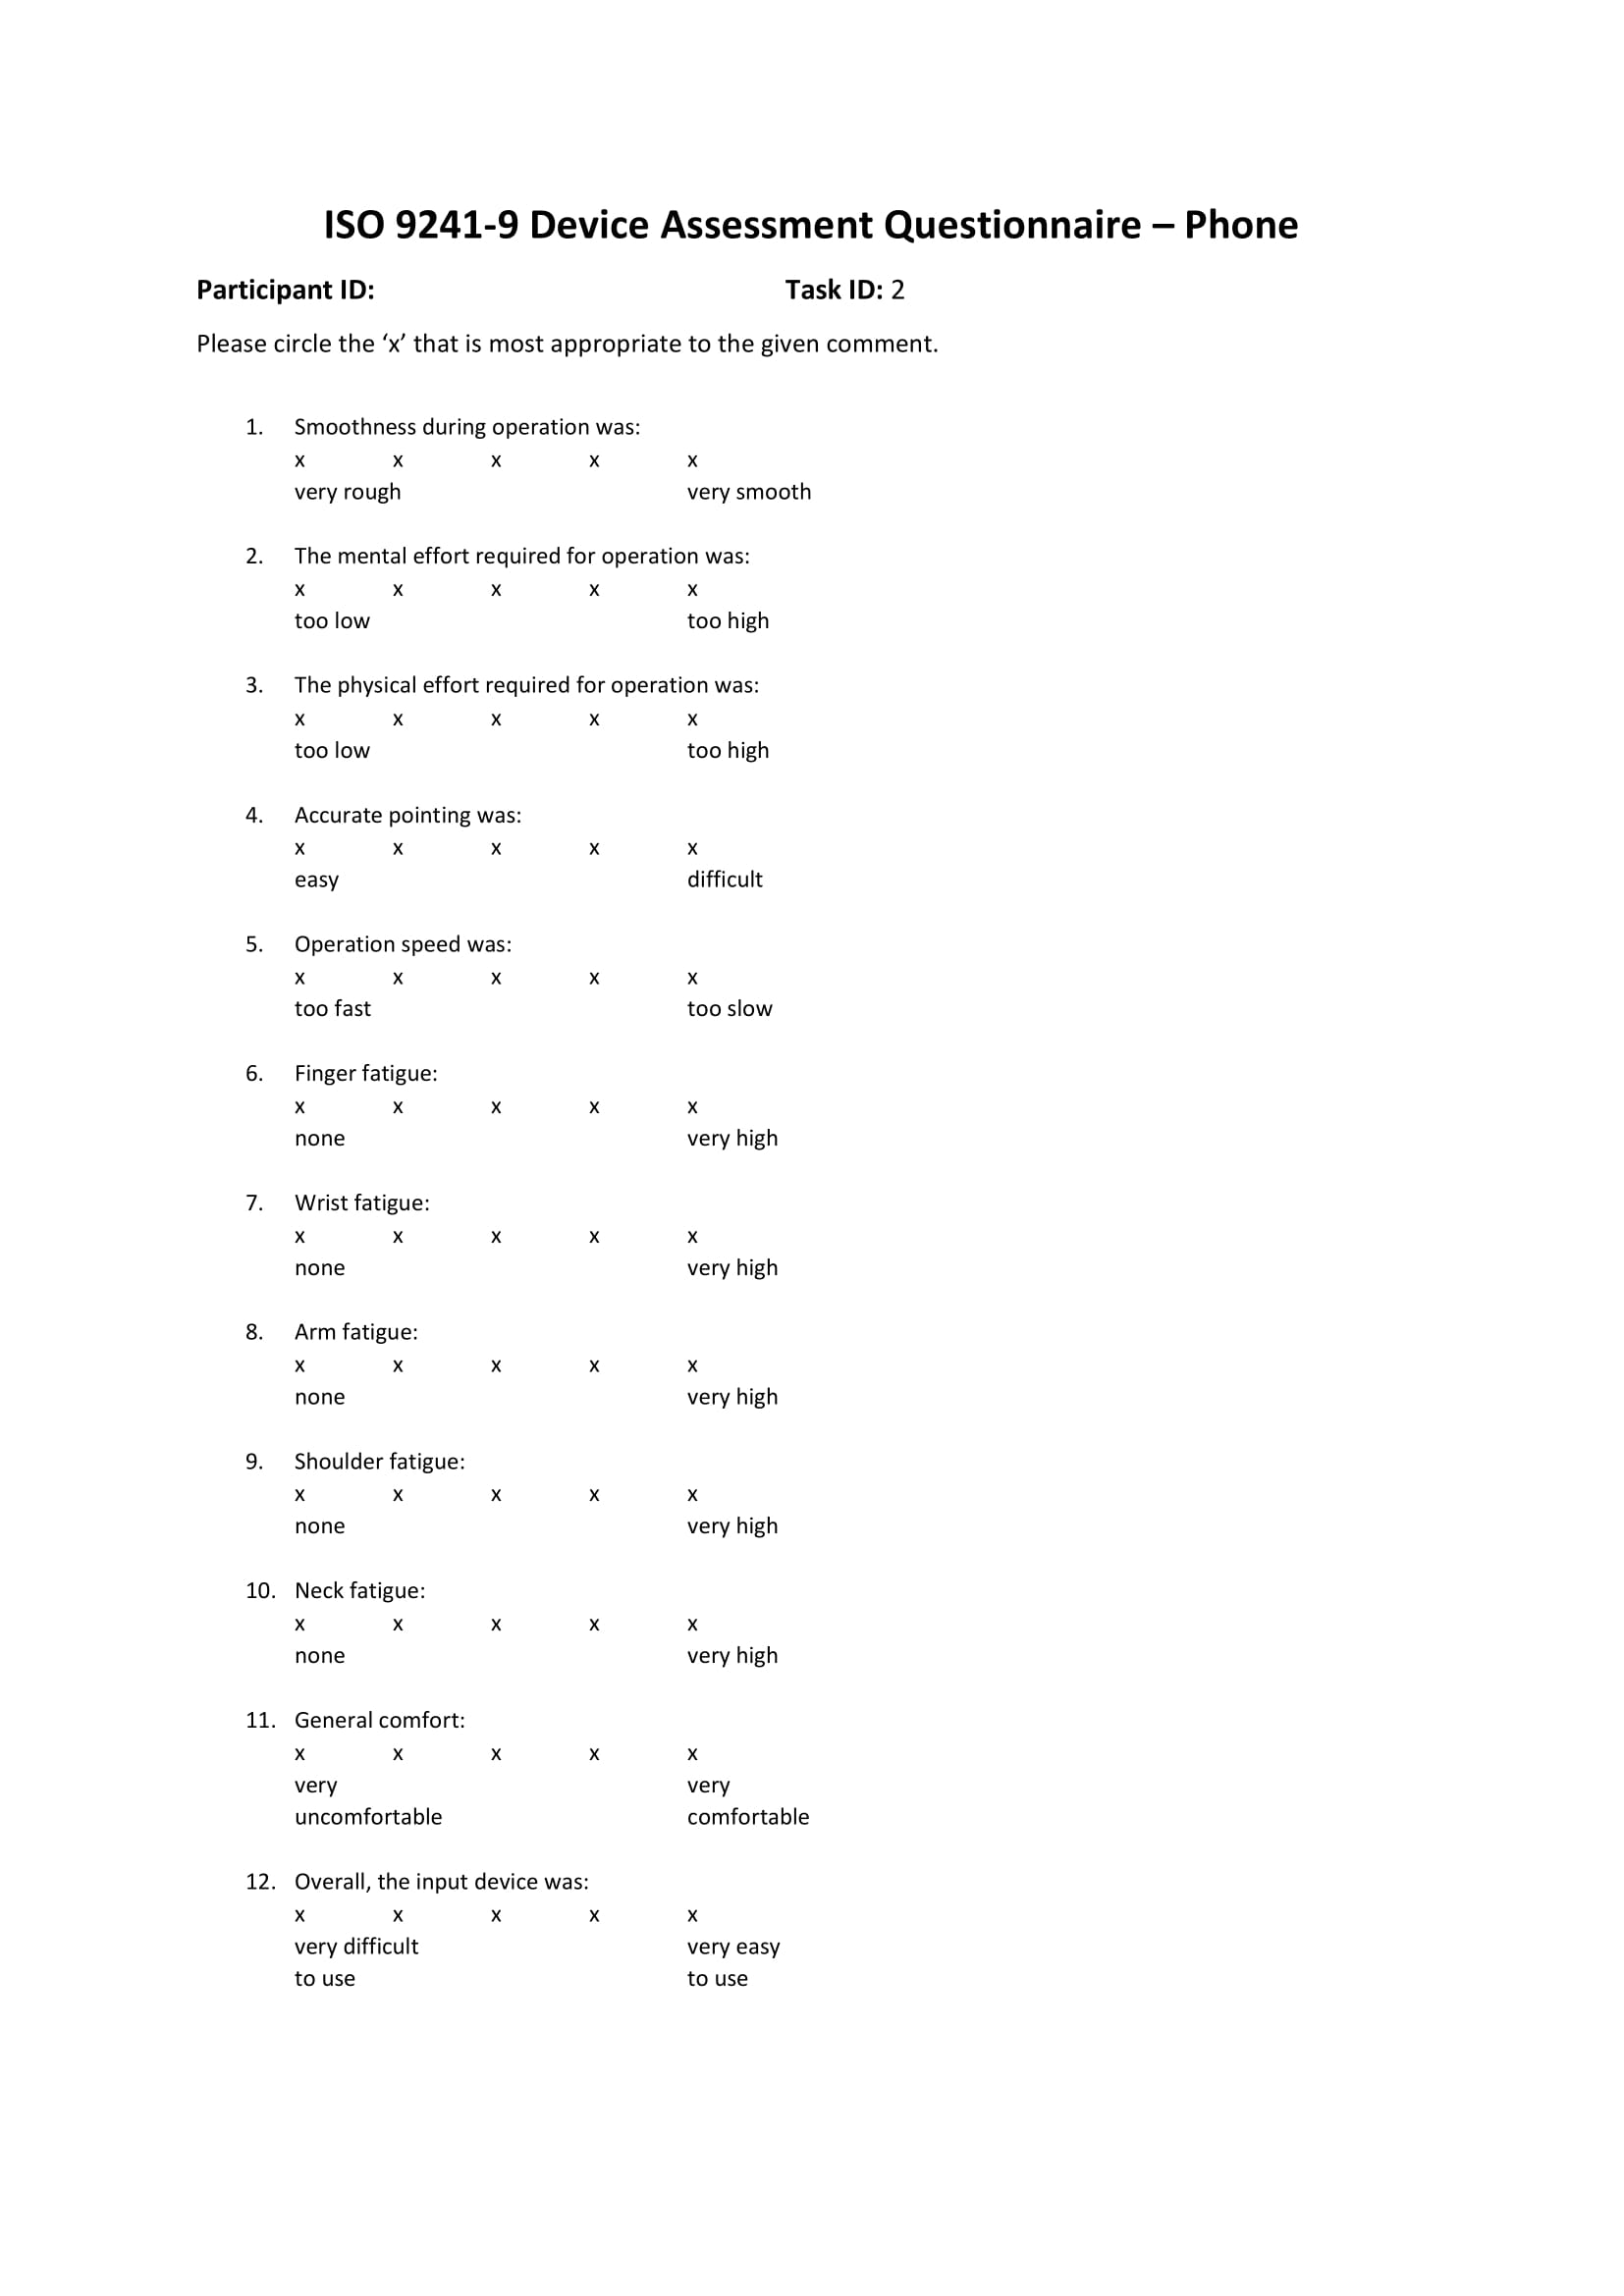 ISO 9241-9 Device Assessment Questionnaire – Phone
Participant ID: Task ID: 2
Please circle the ‘x’ that is most appropriate to the given comment.
1. Smoothness during operation was:
x x x x x
very rough very smooth
2. The mental effort required for operation was:
x x x x x
too low too high
3. The physical effort required for operation was:
x x x x x
too low too high
4. Accurate pointing was:
x x x x x
easy difficult
5. Operation speed was:
x x x x x
too fast too slow
6. Finger fatigue:
x x x x x
none very high
7. Wrist fatigue:
x x x x x
none very high
8. Arm fatigue:
x x x x x
none very high
9. Shoulder fatigue:
x x x x x
none very high
10. Neck fatigue:
x x x x x
none very high
11. General comfort:
x x x x x
very very
uncomfortable comfortable
12. Overall, the input device was:
x x x x x
very difficult very easy
to use to use